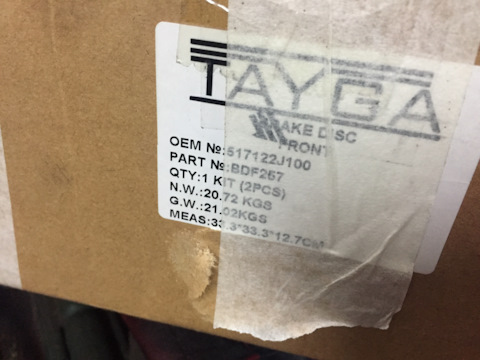 TAYGA
AKE DISC
FRONT
OEM №:517122J100
PART №:BDF257
QTY:1 KIT (2PCS)
N.W.:20.72 KGS
G.W.:21.02KGS
MEAS:33.3*33.3*12.7Cm³